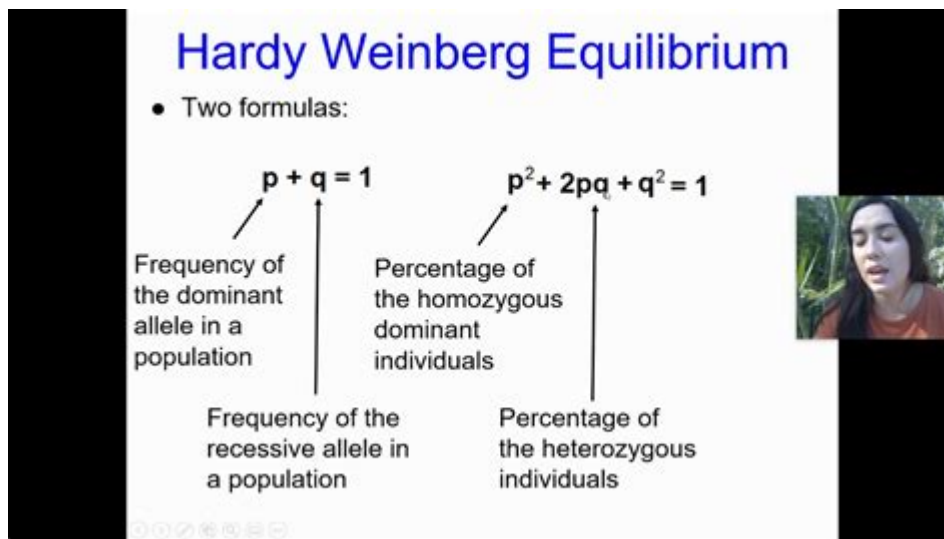 Hardy Weinberg Equilibrium
● Two formulas:
p + q = 1
p² + 2pq + q² = 1
Frequency of
the dominant
allele in a
population
Percentage of
the homozygous
dominant
individuals
Frequency of the
recessive allele in
a population
Percentage of
the heterozygous
individuals